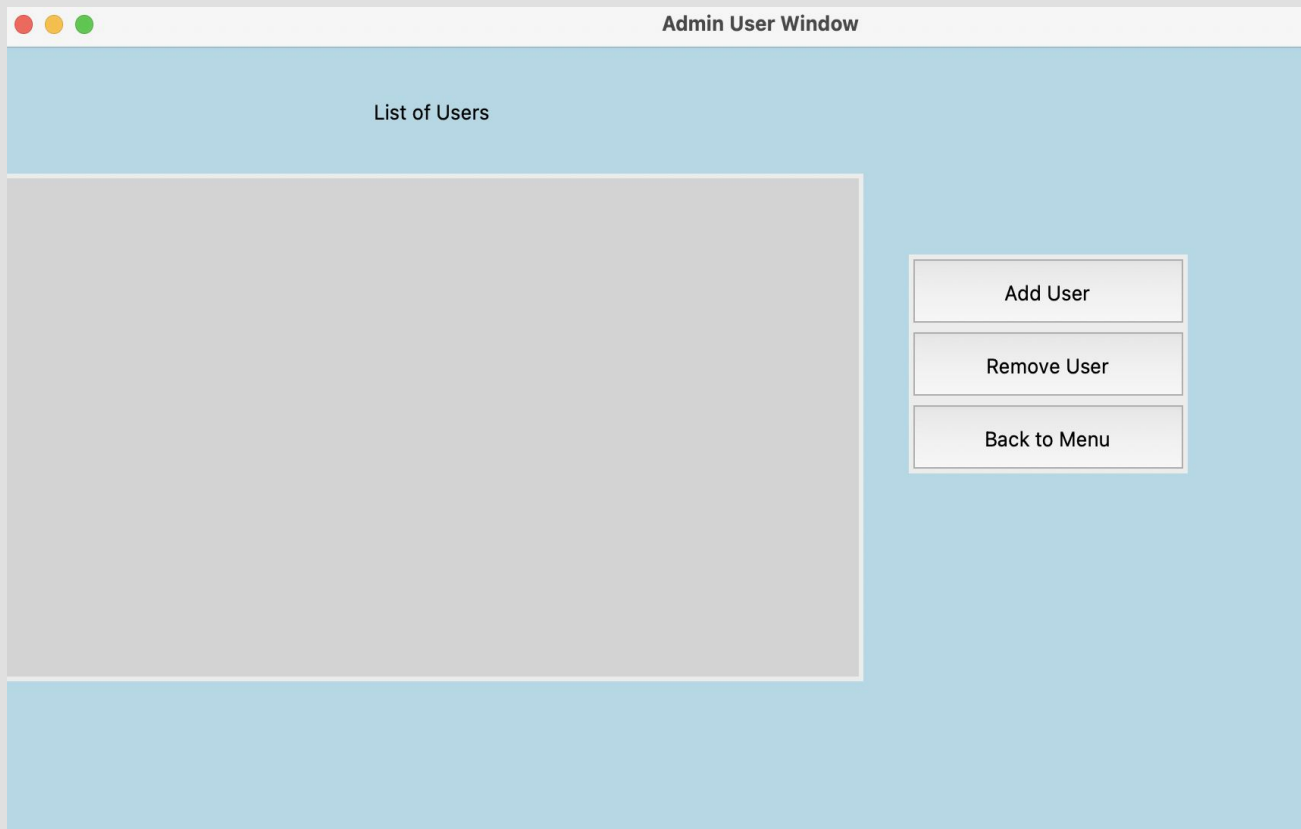 Admin User Window
List of Users
Add User
Remove User
Back to Menu